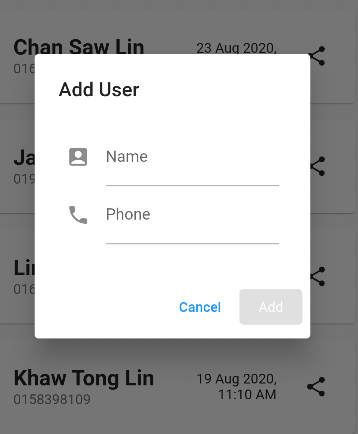 Chan Saw Lin
23 Aug 2020,
016
Add User
Ja
Name
019
Phone
Lin
016
Cancel
Add
Khaw Tong Lin
19 Aug 2020,
0158398109
11:10 AM